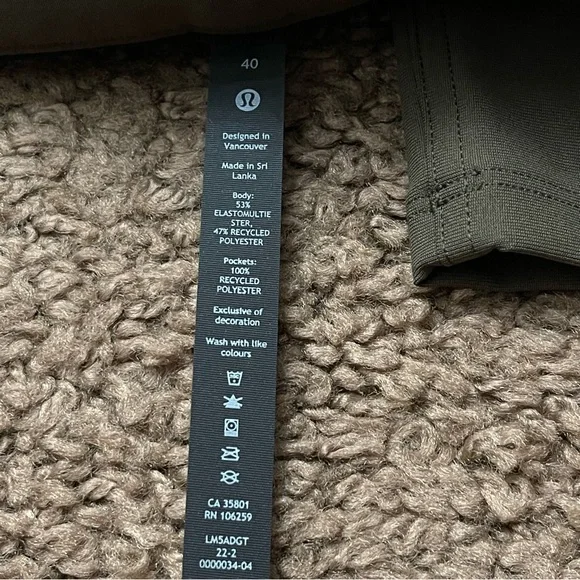 40
Designed in
Vancouver
Made in Sri
Lanka
Body:
53%
ELASTOMULTIE
STER,
47% RECYCLED
POLYESTER
Pockets:
100%
RECYCLED
POLYESTER
Exclusive of
decoration
Wash with like
colours
CA 35801
RN 106259
LM5ADGT
22-2
0000034-04